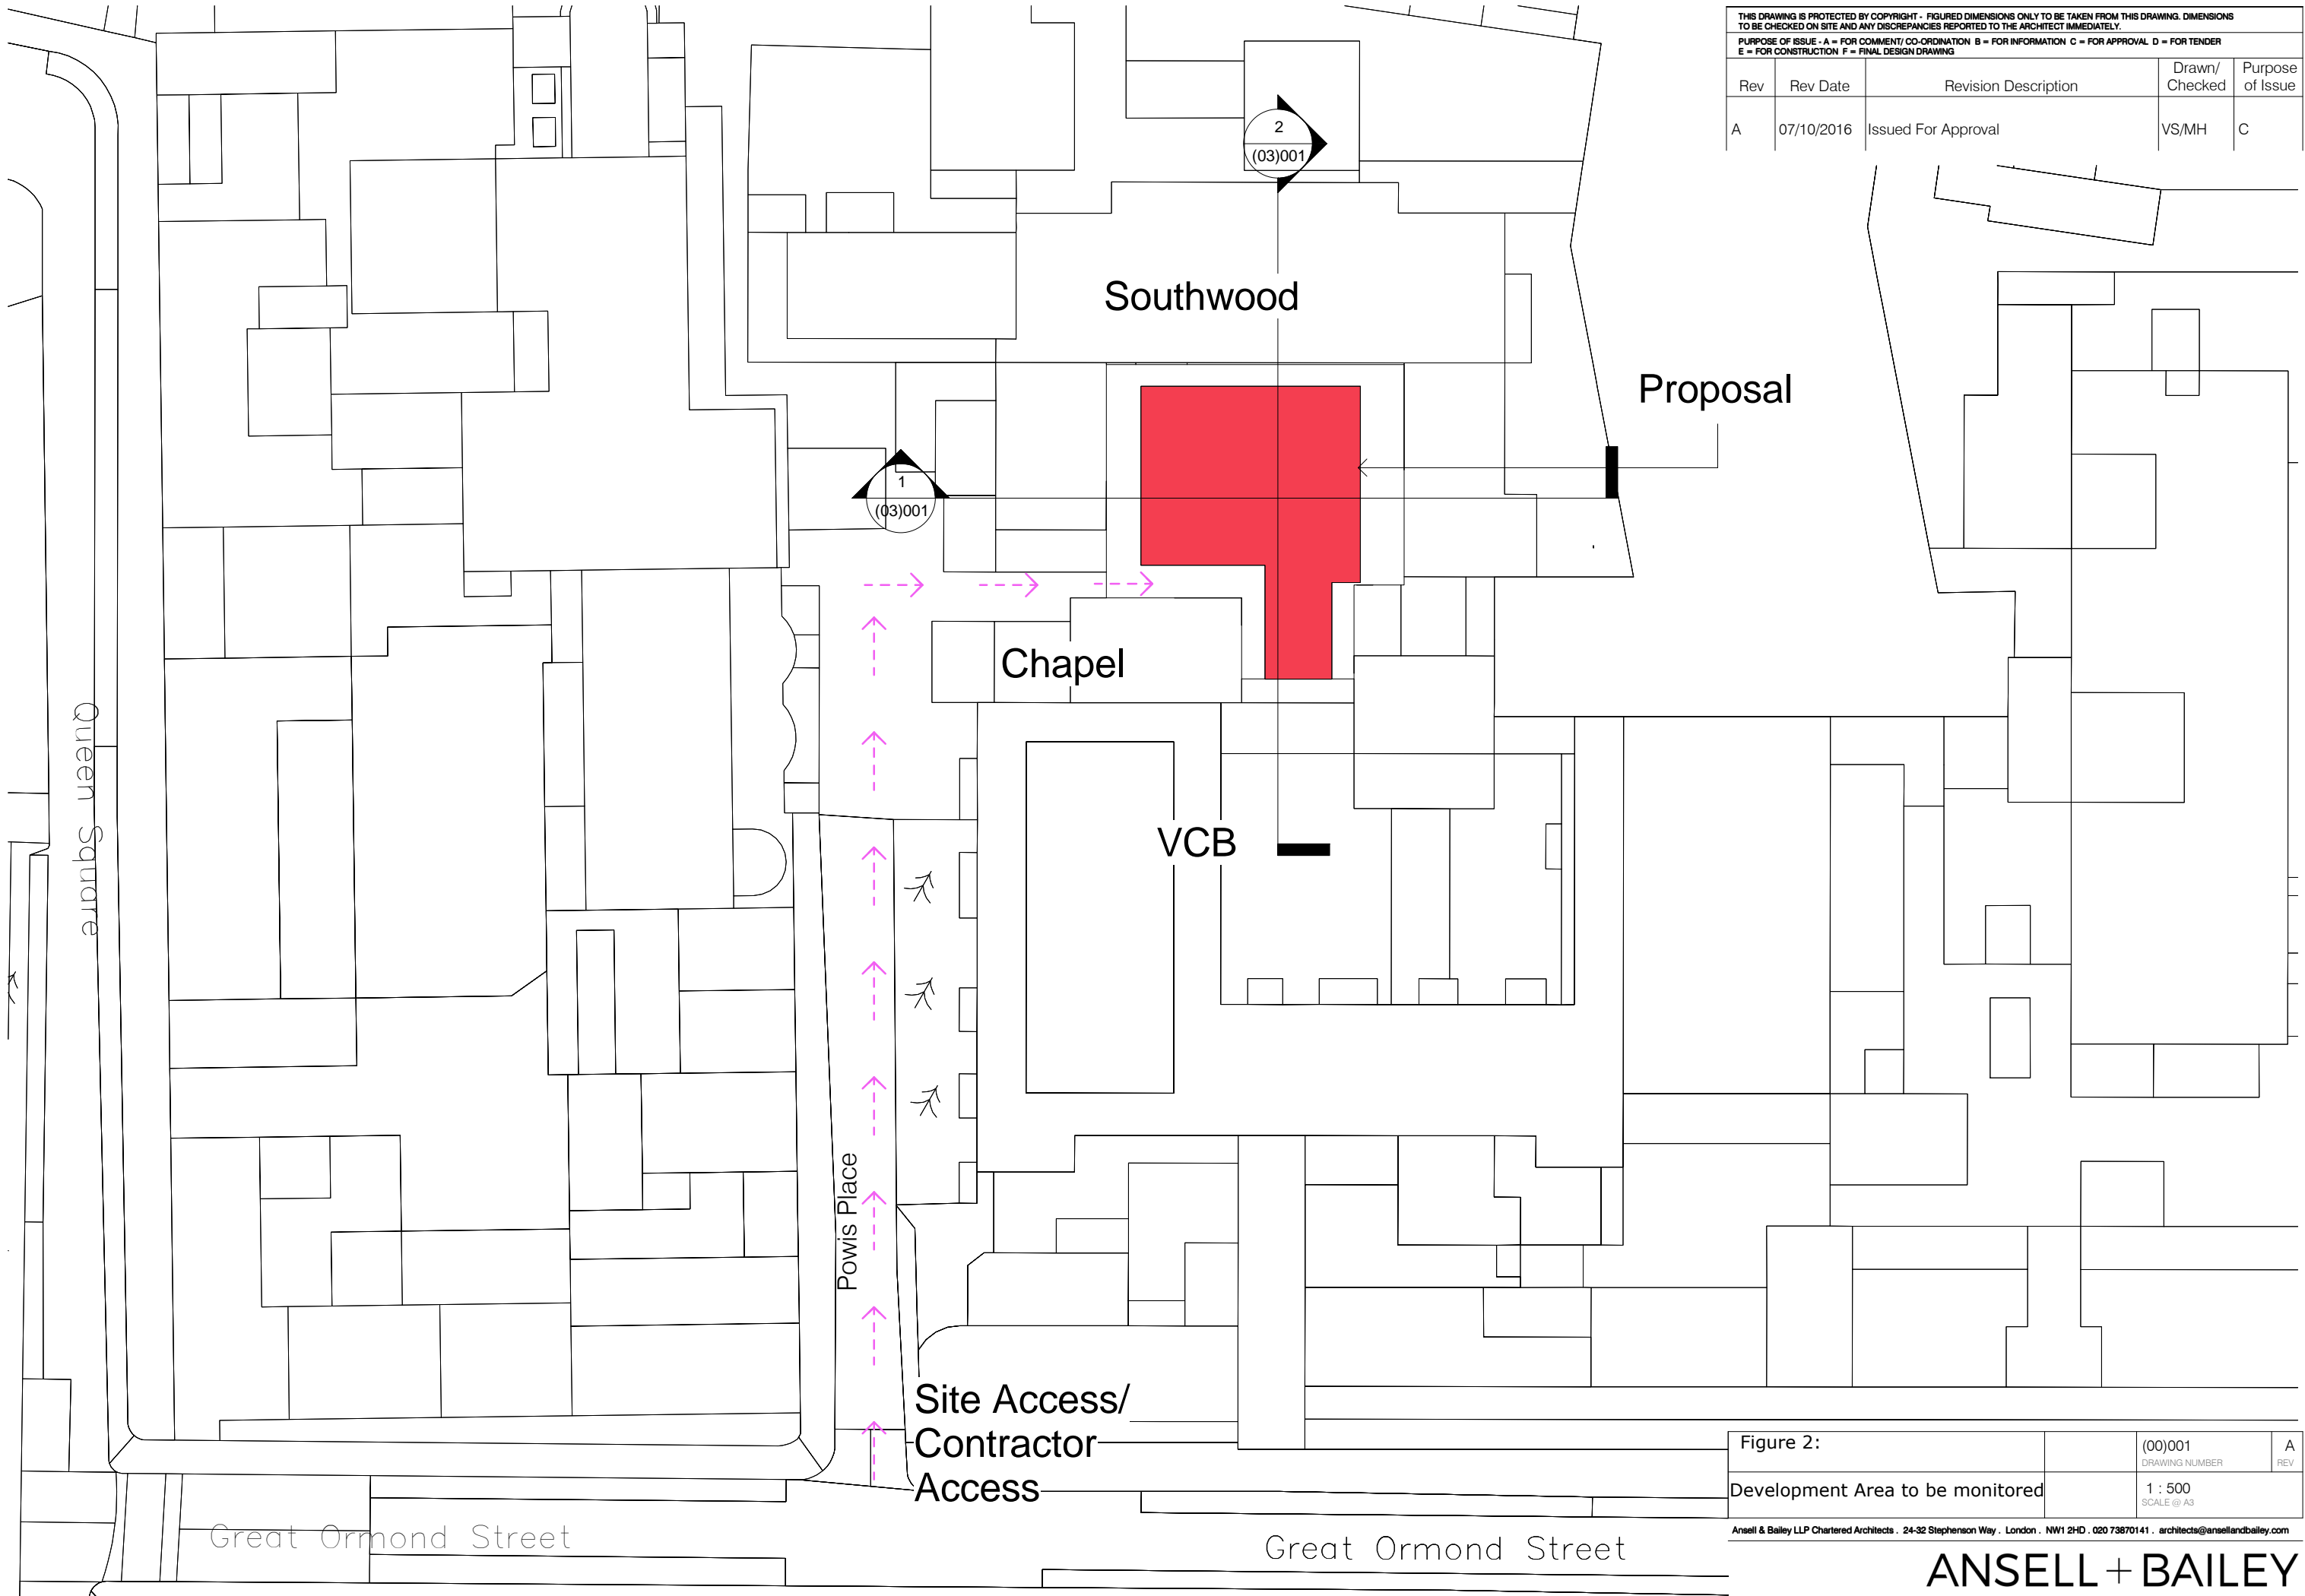 THIS DRAWING IS PROTECTED BY COPYRIGHT - FIGURED DIMENSIONS ONLY TO BE TAKEN FROM THIS DRAWING. DIMENSIONS
TO BE CHECKED ON SITE AND ANY DISCREPANCIES REPORTED TO THE ARCHITECT IMMEDIATELY.
PURPOSE OF ISSUE - A = FOR COMMENT/ CO-ORDINATION B = FOR INFORMATION C = FOR APPROVAL D = FOR TENDER
E = FOR CONSTRUCTION F = FINAL DESIGN DRAWING
Rev Rev Date Revision Description Drawn/ Checked Purpose of Issue
A 07/10/2016 Issued For Approval VS/MH C
2
(03)001
Southwood
Proposal
1
(03)001
Chapel
Queen Square
VCB
Powis Place
Site Access/
Contractor
Access
Great Ormond Street
Great Ormond Street
Figure 2:
(00)001 A
DRAWING NUMBER REV
Development Area to be monitored
1 : 500
SCALE @ A3
Ansell & Bailey LLP Chartered Architects . 24-32 Stephenson Way . London . NW1 2HD . 020 73870141 . architects@ansellandbailey.com
ANSELL + BAILEY